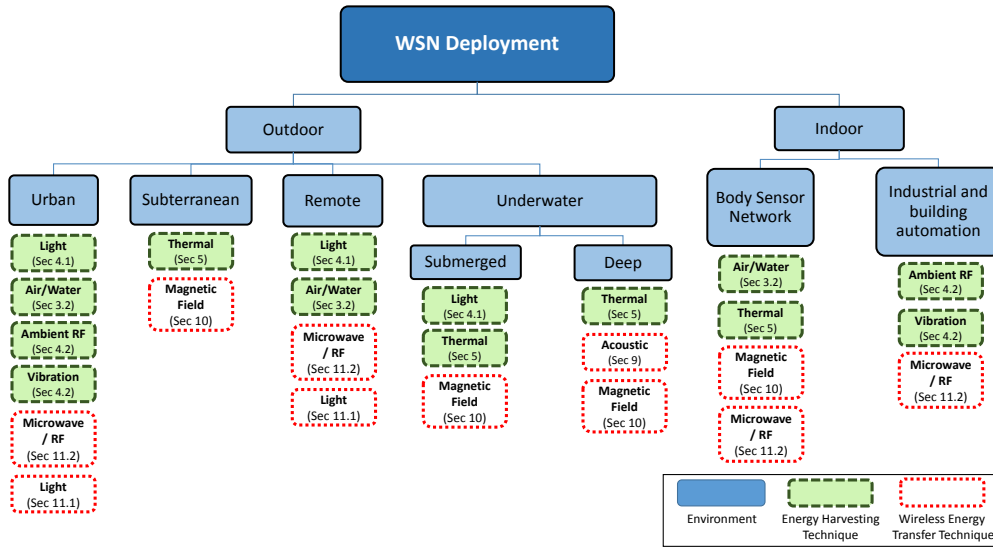 WSN Deployment
Outdoor
Indoor
Urban
Light
(Sec 4.1)
Air/Water
(Sec 3.2)
Ambient RF
(Sec 4.2)
Vibration
(Sec 4.2)
Microwave
/ RF
(Sec 11.2)
Light
(Sec 11.1)
Subterranean
Thermal
(Sec 5)
Magnetic
Field
(Sec 10)
Remote
Light
(Sec 4.1)
Air/Water
(Sec 3.2)
Microwave
/ RF
(Sec 11.2)
Light
(Sec 11.1)
Underwater
Submerged
Light
(Sec 4.1)
Thermal
(Sec 5)
Magnetic
Field
(Sec 10)
Deep
Thermal
(Sec 5)
Acoustic
(Sec 9)
Magnetic
Field
(Sec 10)
Body Sensor
Network
Air/Water
(Sec 3.2)
Thermal
(Sec 5)
Magnetic
Field
(Sec 10)
Microwave
/ RF
(Sec 11.2)
Industrial and
building
automation
Ambient RF
(Sec 4.2)
Vibration
(Sec 4.2)
Microwave
/ RF
(Sec 11.2)
Environment
Energy Harvesting
Technique
Wireless Energy
Transfer Technique